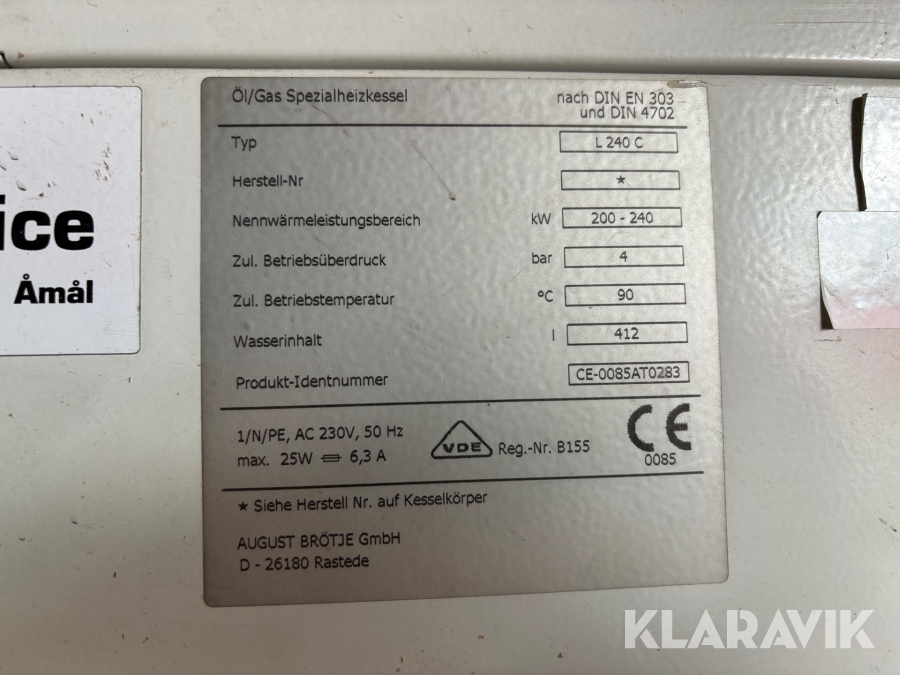 Öl/Gas Spezialheizkessel nach DIN EN 303
und DIN 4702
Typ L 240 C
Herstell-Nr *
Nennwärmeleistungsbereich kW 200 - 240
Zul. Betriebsüberdruck bar 4
Zul. Betriebstemperatur °C 90
Wasserinhalt l 412
Produkt-Identnummer CE-0085AT0283
1/N/PE, AC 230V, 50 Hz
max. 25W 6,3 A
VDE Reg.-Nr. B155
CE
0085
* Siehe Herstell Nr. auf Kesselkörper
AUGUST BRÖTJE GmbH
D - 26180 Rastede
ice
Åmål
KLARAVIK